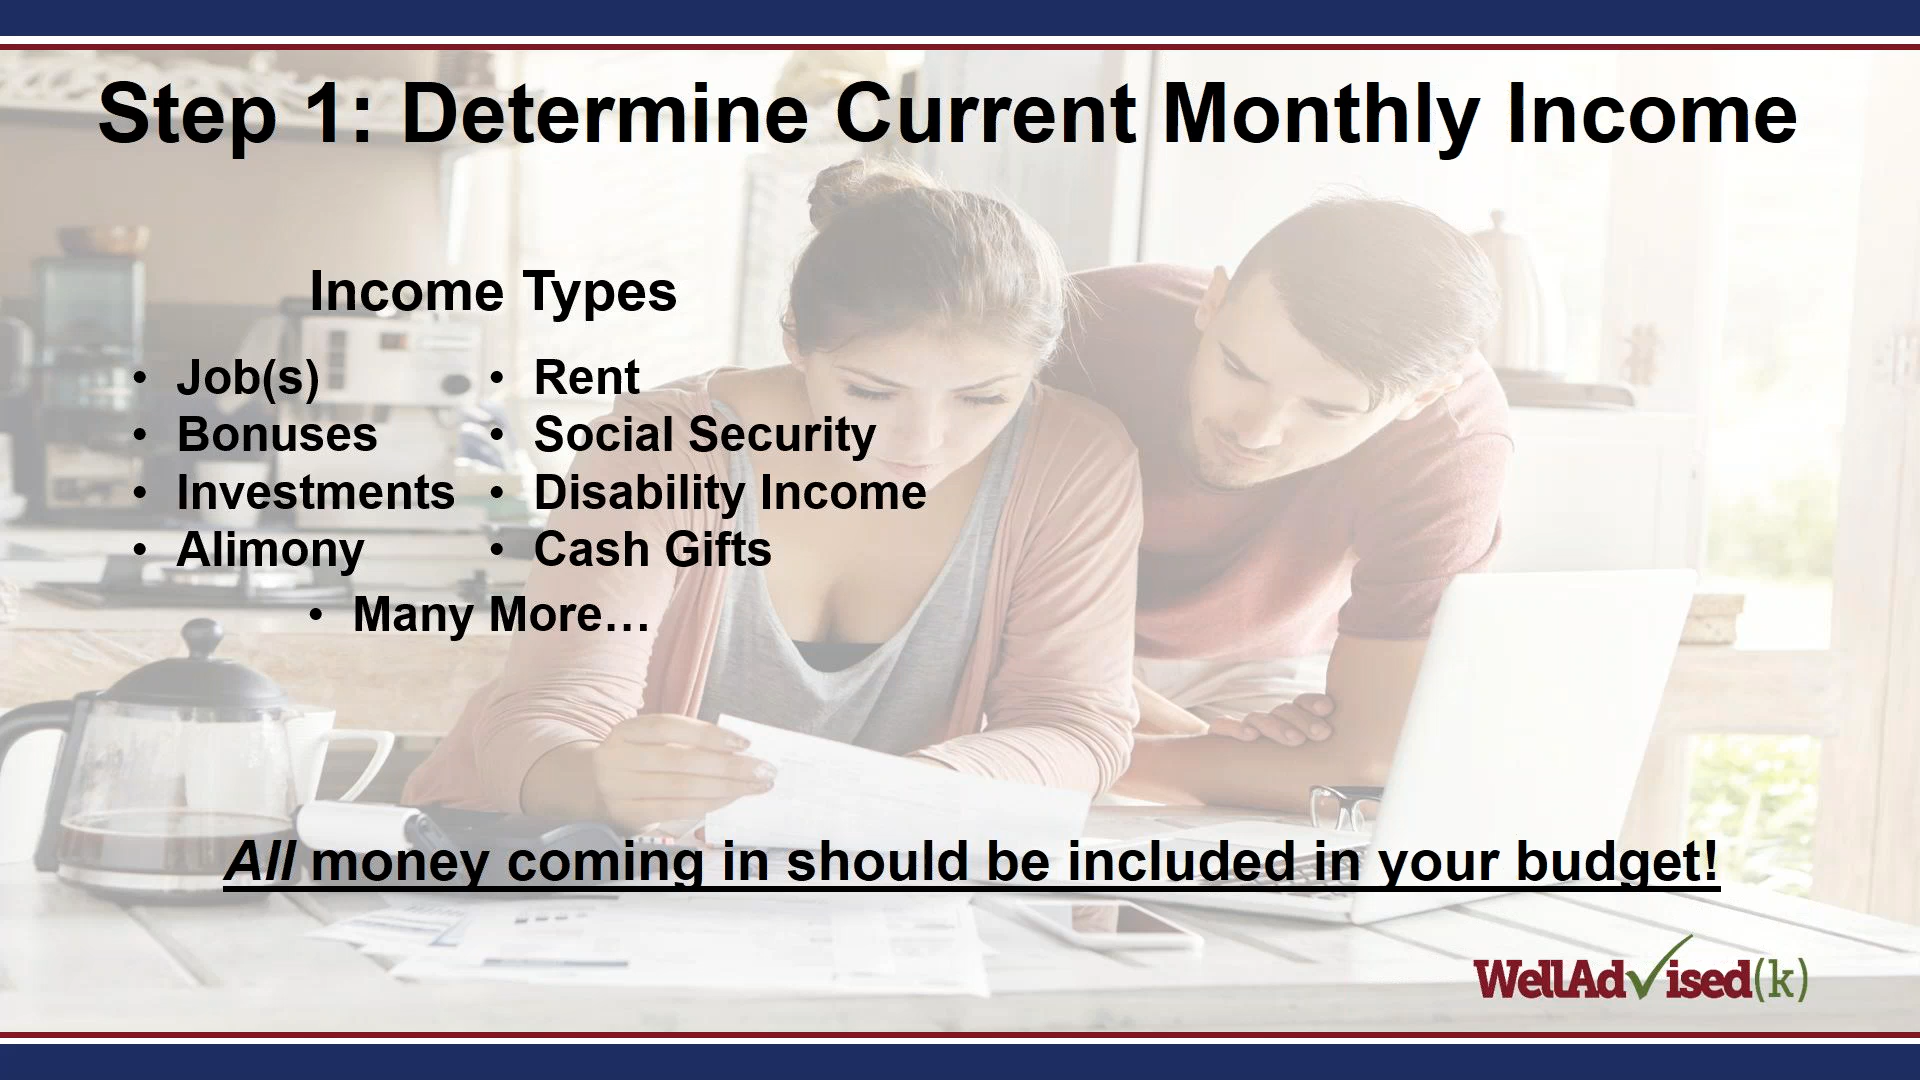 Step 1: Determine Current Monthly Income
Income Types
• Job(s)
• Bonuses
• Investments
• Alimony
• Rent
• Social Security
• Disability Income
• Cash Gifts
• Many More…
All money coming in should be included in your budget!
WellAdvised(k)